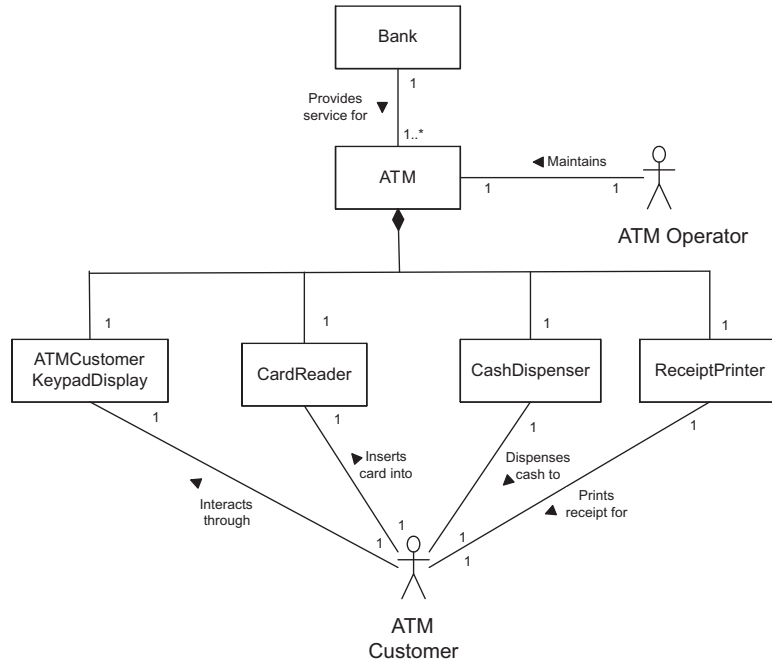 Bank
1
Provides
service for
1..*
ATM
Maintains
1
1
ATM Operator
1
1
1
1
ATMCustomer
KeypadDisplay
CardReader
CashDispenser
ReceiptPrinter
1
1
1
1
Inserts
card into
Dispenses
cash to
Interacts
through
Prints
receipt for
1
1
1
1
ATM
Customer